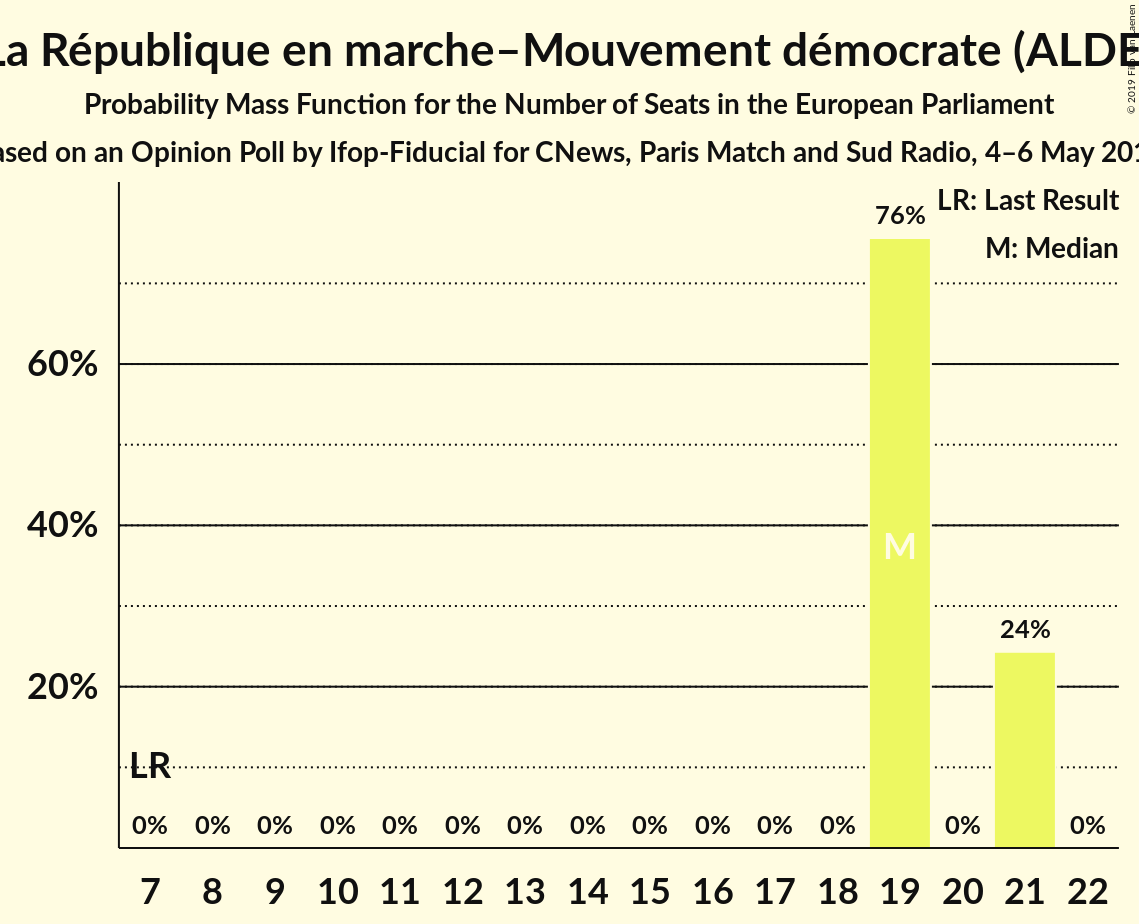 La République en marche–Mouvement démocrate (ALDE
Probability Mass Function for the Number of Seats in the European Parliament
ased on an Opinion Poll by Ifop-Fiducial for CNews, Paris Match and Sud Radio, 4–6 May 201
© 2019 Filip van Laenen
LR: Last Result
M: Median
76%
60%
40%
M
24%
20%
LR
0% 0% 0% 0% 0% 0% 0% 0% 0% 0% 0% 0% 0% 0%
7 8 9 10 11 12 13 14 15 16 17 18 19 20 21 22